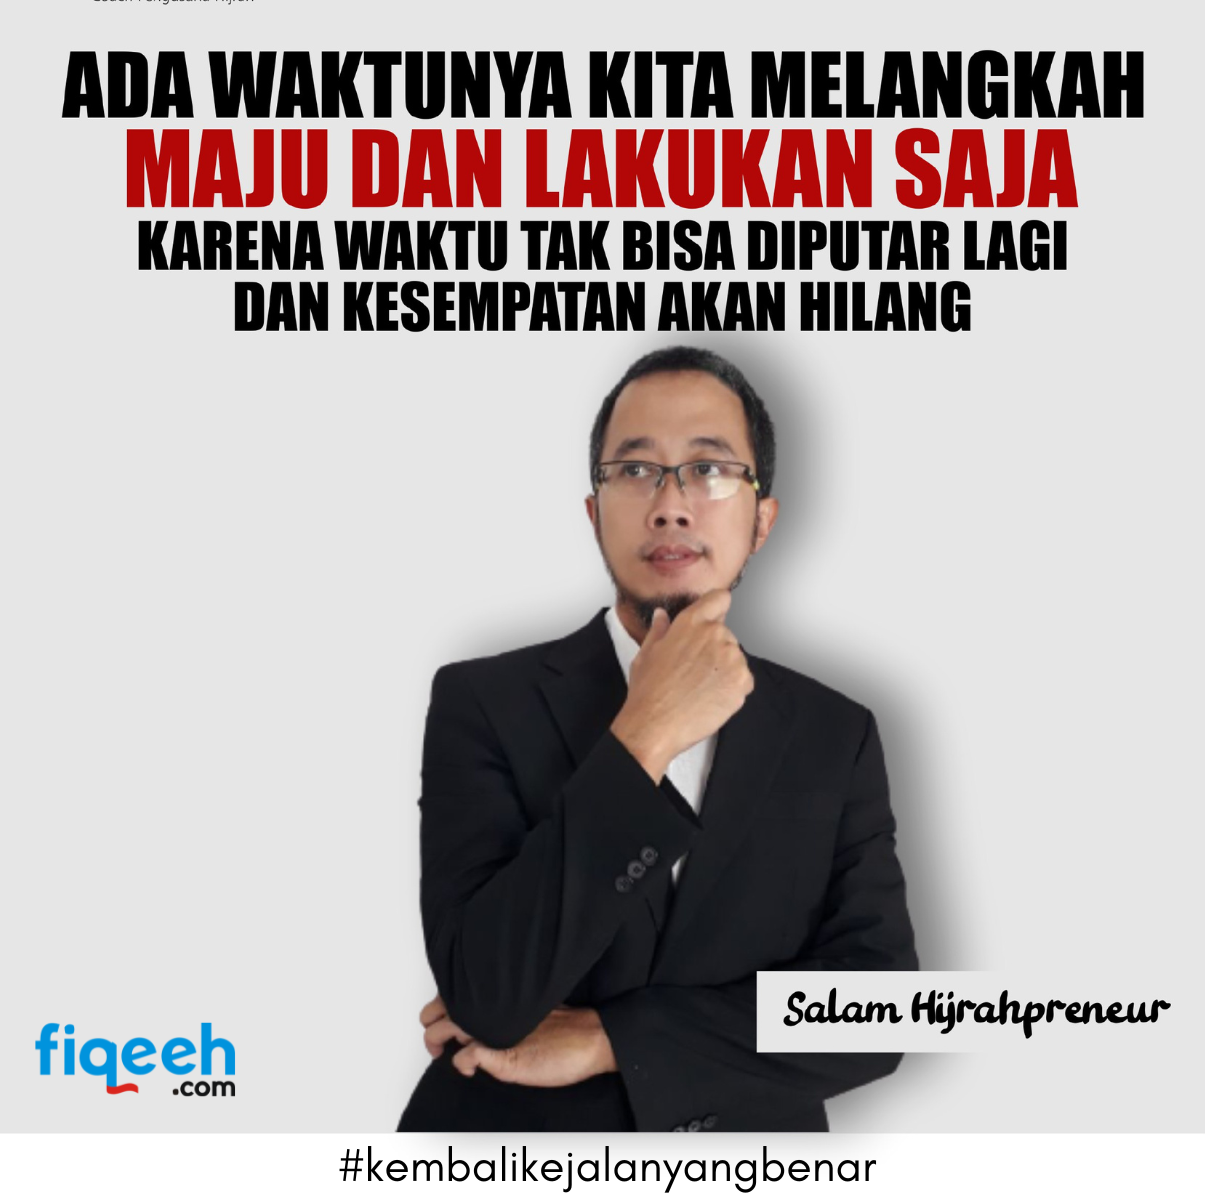 ADA WAKTUNYA KITA MELANGKAH
MAJU DAN LAKUKAN SAJA
KARENA WAKTU TAK BISA DIPUTAR LAGI
DAN KESEMPATAN AKAN HILANG
Salam Hijrahpreneur
fiqeeh
.com
#kembalikejalanyangbenar